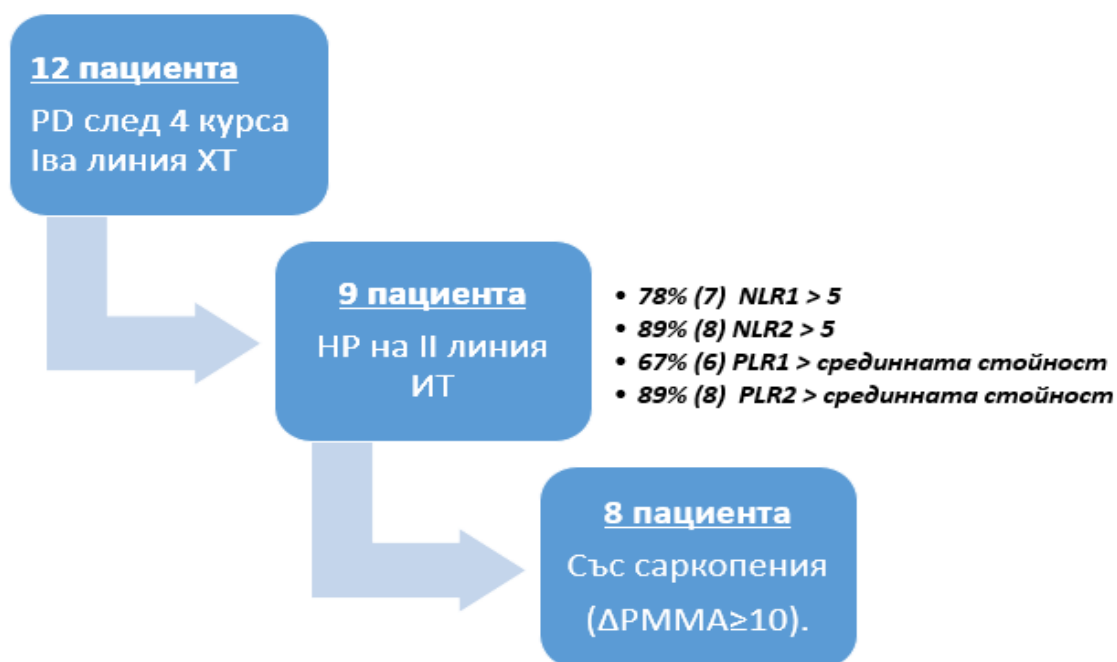 12 пациента
PD след 4 курса
Iва линия ХТ
9 пациента
НР на II линия
ИТ
• 78% (7) NLR1 > 5
• 89% (8) NLR2 > 5
• 67% (6) PLR1 > срединната стойност
• 89% (8) PLR2 > срединната стойност
8 пациента
Със саркопения
(ΔPMMA≥10).